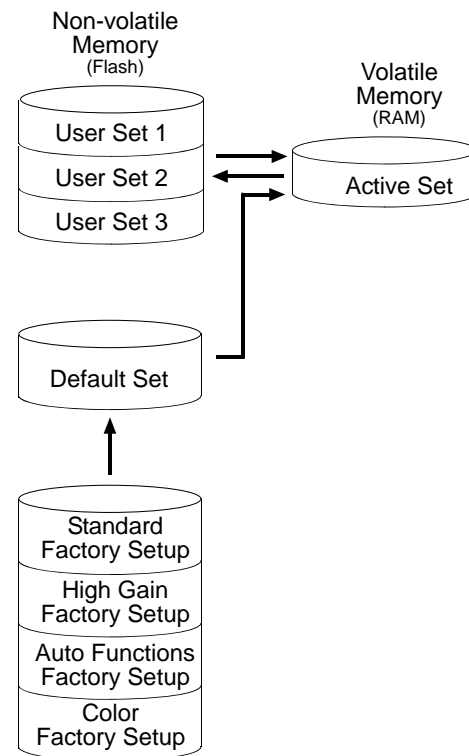 Non-volatile
Memory
(Flash)
User Set 1
User Set 2
User Set 3
Volatile
Memory
(RAM)
Active Set
Default Set
Standard
Factory Setup
High Gain
Factory Setup
Auto Functions
Factory Setup
Color
Factory Setup